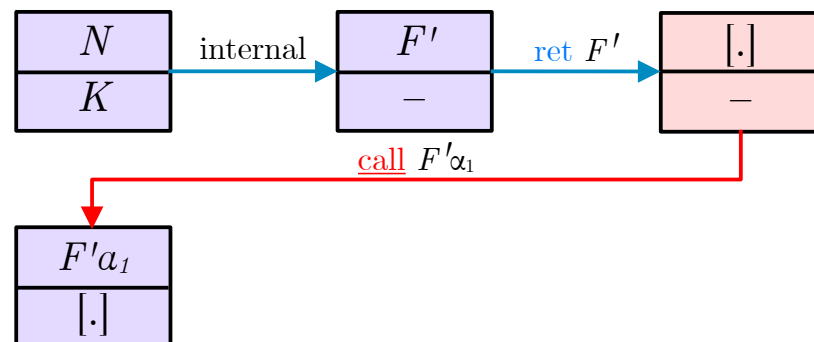 N internal F′ ret F′ [.]
K – –
call F′α₁
F′a₁
[.]